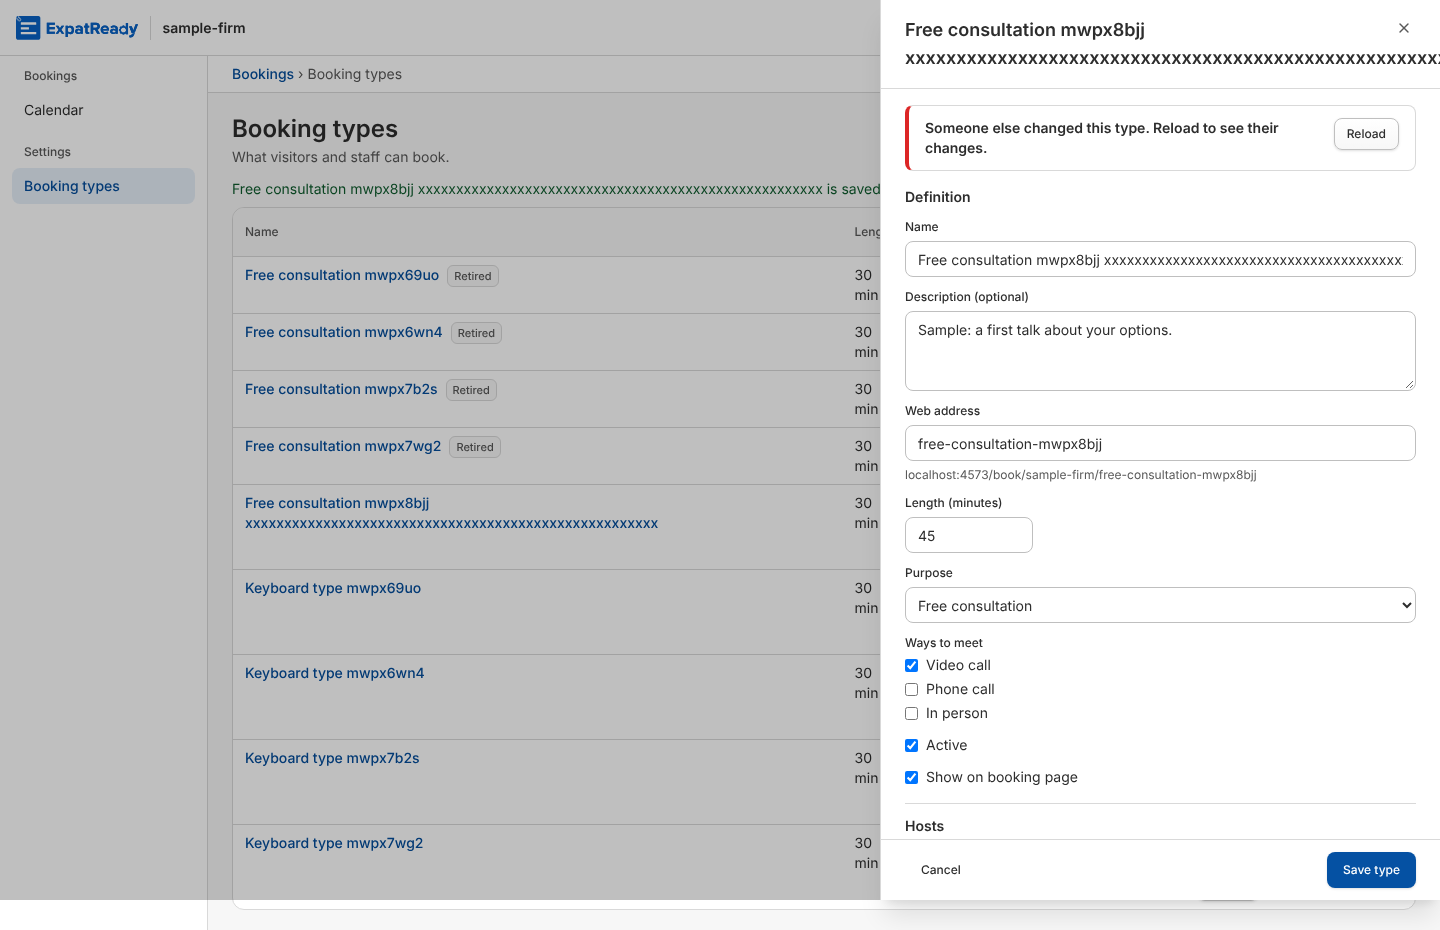 ExpatReady
sample-firm
Bookings
Calendar
Settings
Booking types
Bookings › Booking types
Booking types
What visitors and staff can book.
Free consultation mwpx8bjj xxxxxxxxxxxxxxxxxxxxxxxxxxxxxxxxxxxxxxxxxxxxxxxxxxxxx is saved
Name
Free consultation mwpx69uo Retired 30 min
Free consultation mwpx6wn4 Retired 30 min
Free consultation mwpx7b2s Retired 30 min
Free consultation mwpx7wg2 Retired 30 min
Free consultation mwpx8bjj 30 min
xxxxxxxxxxxxxxxxxxxxxxxxxxxxxxxxxxxxxxxxxxxxxxxxxxxxx
Keyboard type mwpx69uo 30 min
Keyboard type mwpx6wn4 30 min
Keyboard type mwpx7b2s 30 min
Keyboard type mwpx7wg2 30 min
Free consultation mwpx8bjj
xxxxxxxxxxxxxxxxxxxxxxxxxxxxxxxxxxxxxxxxxxxxxxxxxxxxx
Someone else changed this type. Reload to see their
changes.
Reload
Definition
Name
Free consultation mwpx8bjj xxxxxxxxxxxxxxxxxxxxxxxxxxxxxxxxxxxxxxx
Description (optional)
Sample: a first talk about your options.
Web address
free-consultation-mwpx8bjj
localhost:4573/book/sample-firm/free-consultation-mwpx8bjj
Length (minutes)
45
Purpose
Free consultation
Ways to meet
Video call
Phone call
In person
Active
Show on booking page
Hosts
Cancel
Save type